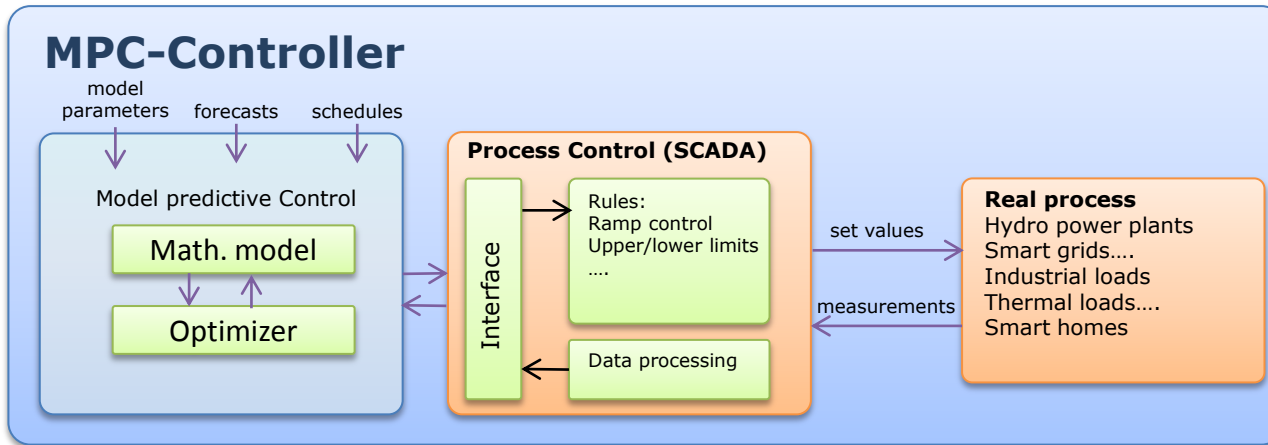 MPC-Controller
model
parameters
forecasts
schedules
Model predictive Control
Math. model
Optimizer
Process Control (SCADA)
Interface
Rules:
Ramp control
Upper/lower limits
....
Data processing
set values
measurements
Real process
Hydro power plants
Smart grids....
Industrial loads
Thermal loads....
Smart homes